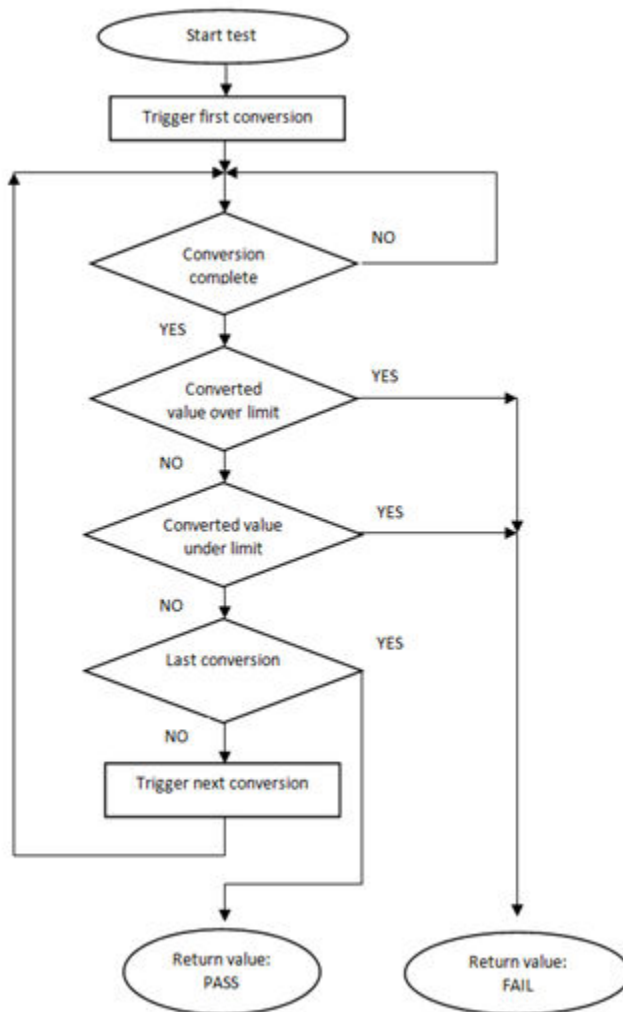 Start test
Trigger first conversion
NO
Conversion
complete
YES
YES
Converted
value over limit
NO
YES
Converted value
under limit
NO
YES
Last conversion
NO
Trigger next conversion
Return value:
PASS
Return value:
FAIL